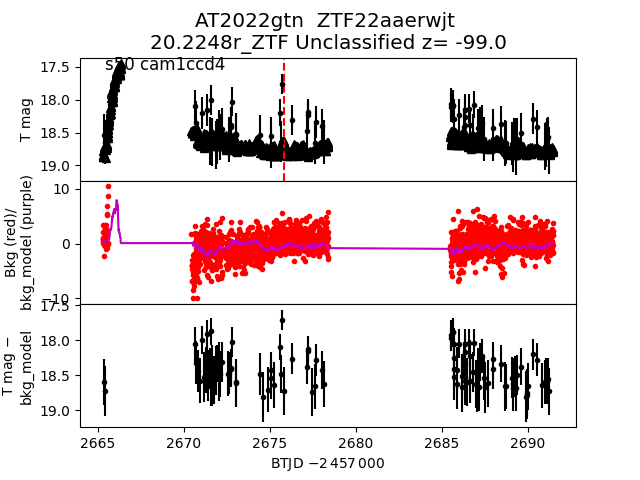 AT2022gtn  ZTF22aaerwjt
20.2248r_ZTF Unclassified z= -99.0
s50 cam1ccd4
T mag
17.5
18.0
18.5
19.0
Bkg (red)/
bkg_model (purple)
10
0
−10
T mag −
bkg_model
17.5
18.0
18.5
19.0
2665 2670 2675 2680 2685 2690
BTJD −2 457 000